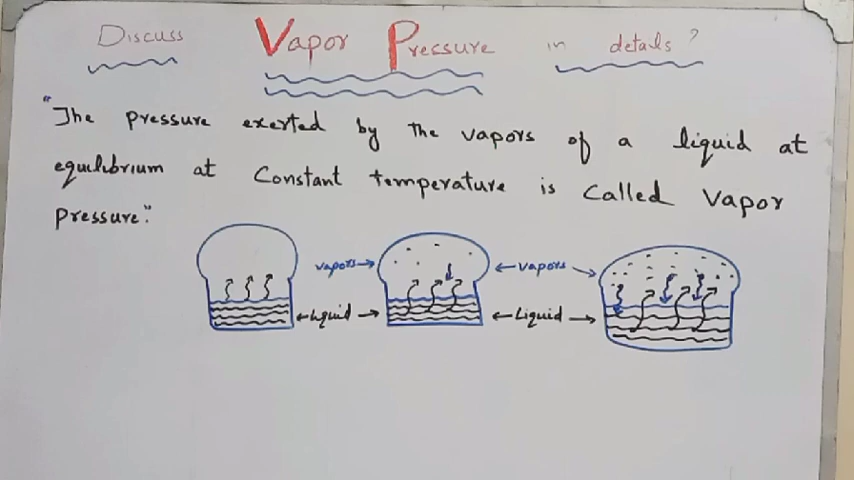 Discuss Vapor Pressure in details?
"The pressure exerted by the vapors of a liquid at
equilibrium at Constant temperature is Called Vapor
pressure."
vapors vapors
Liquid Liquid